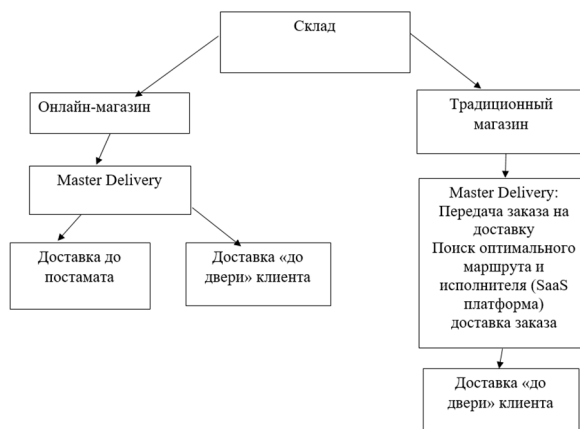 Склад
Онлайн-магазин
Традиционный
магазин
Master Delivery
Master Delivery:
Передача заказа на
доставку
Поиск оптимального
маршрута и
исполнителя (SaaS
платформа)
доставка заказа
Доставка до
постамата
Доставка «до
двери» клиента
Доставка «до
двери» клиента